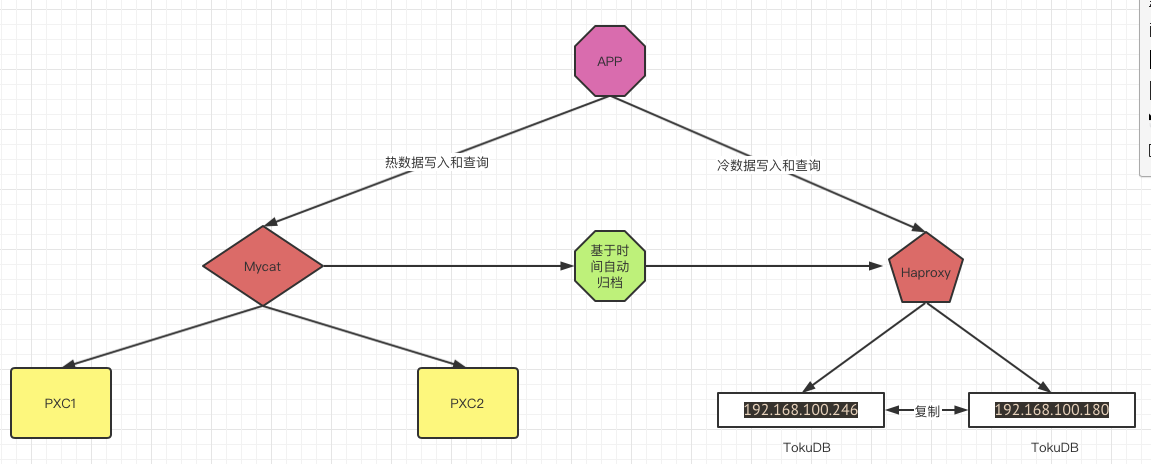 APP
热数据写入和查询
冷数据写入和查询
Mycat
基于时
间自动
归档
Haproxy
PXC1
PXC2
192.168.100.246
复制
192.168.100.180
TokuDB
TokuDB